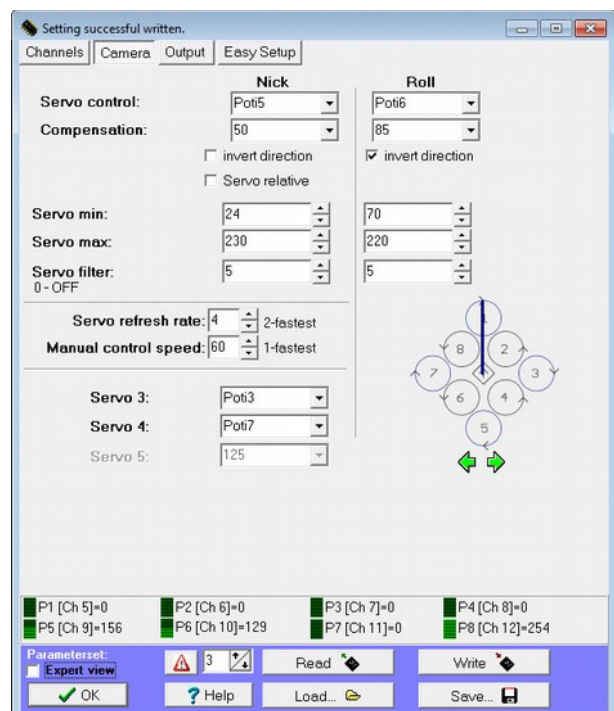 Setting successful written.
Channels Camera Output Easy Setup
Nick Roll
Servo control: Poti5 Poti6
Compensation: 50 85
invert direction invert direction
Servo relative
Servo min: 24 70
Servo max: 230 220
Servo filter: 5 5
0 - OFF
Servo refresh rate: 4 2-fastest
Manual control speed: 60 1-fastest
Servo 3: Poti3
Servo 4: Poti7
Servo 5: 125
1
8 2
7 3
6 4
5
P1 [Ch 5]=0 P2 [Ch 6]=0 P3 [Ch 7]=0 P4 [Ch 8]=0
P5 [Ch 9]=156 P6 [Ch 10]=129 P7 [Ch 11]=0 P8 [Ch 12]=254
Parameterset:
Expert view 3 Read Write
OK ? Help Load... Save...